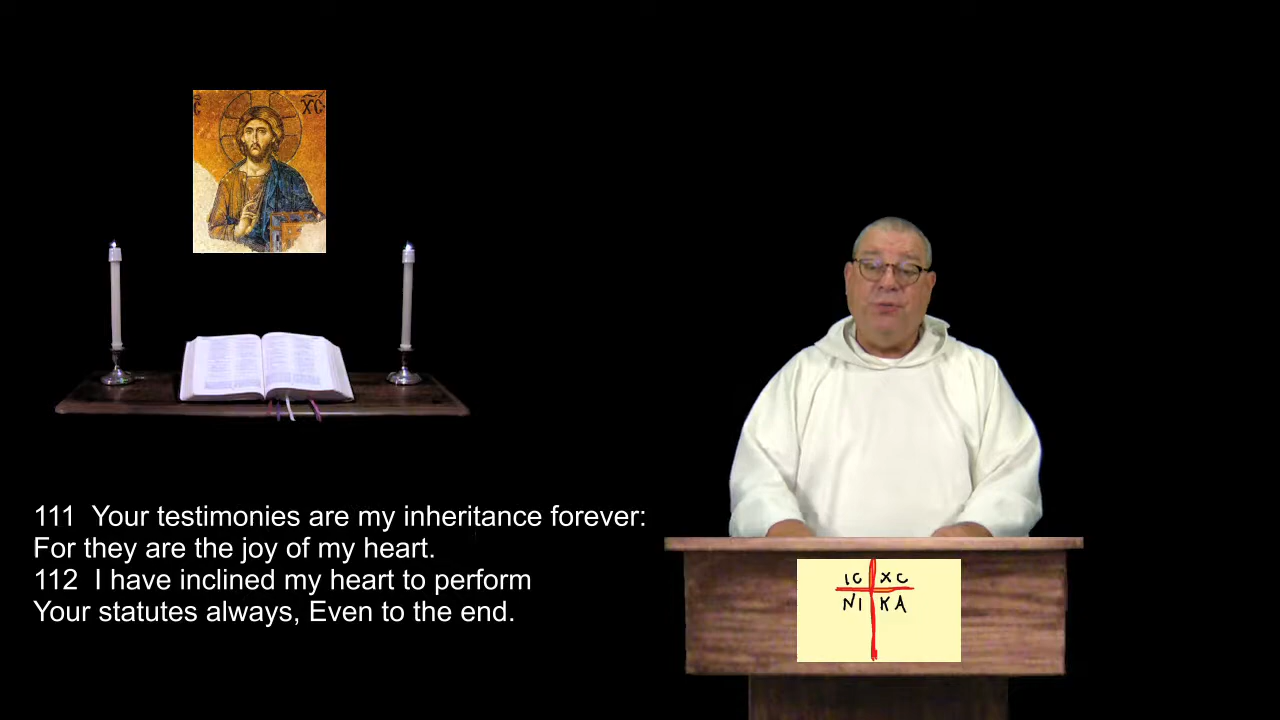 C XC
111 Your testimonies are my inheritance forever:
For they are the joy of my heart.
112 I have inclined my heart to perform
Your statutes always, Even to the end.
IC XC
NI KA